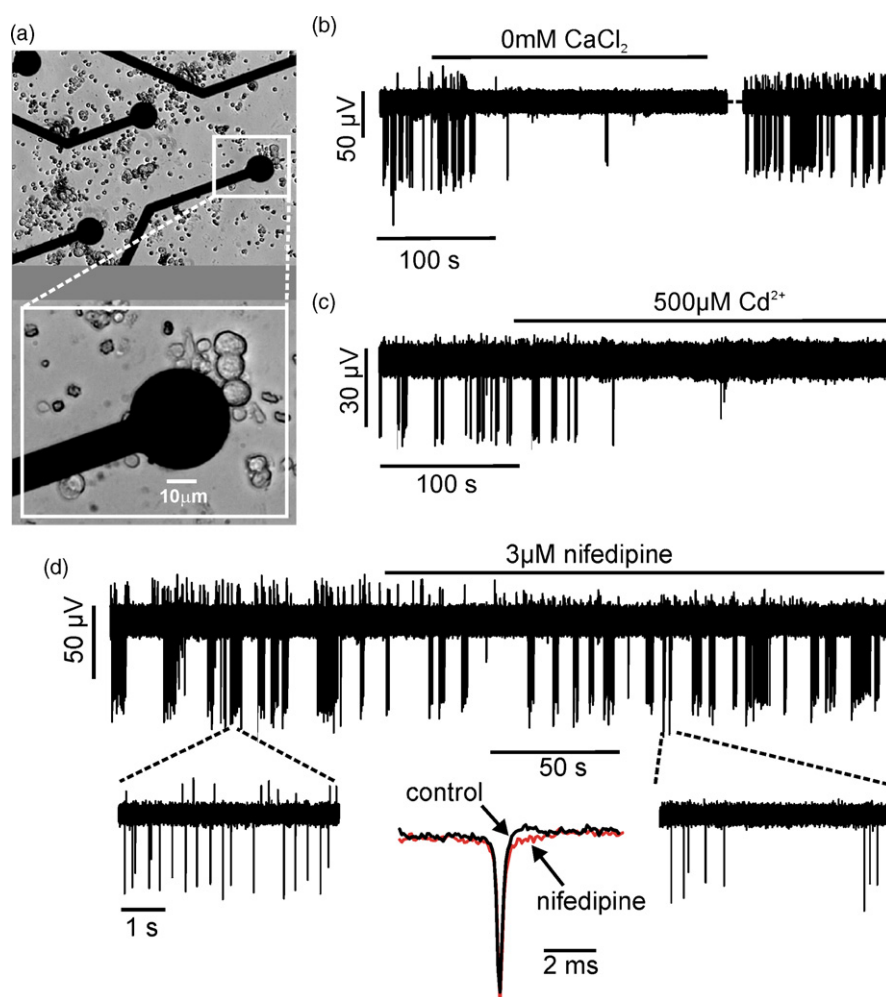 (a)
10μm
(b)
0mM CaCl₂
50 μV
100 s
(c)
500μM Cd²⁺
30 μV
100 s
(d)
3μM nifedipine
50 μV
50 s
control
nifedipine
1 s
2 ms